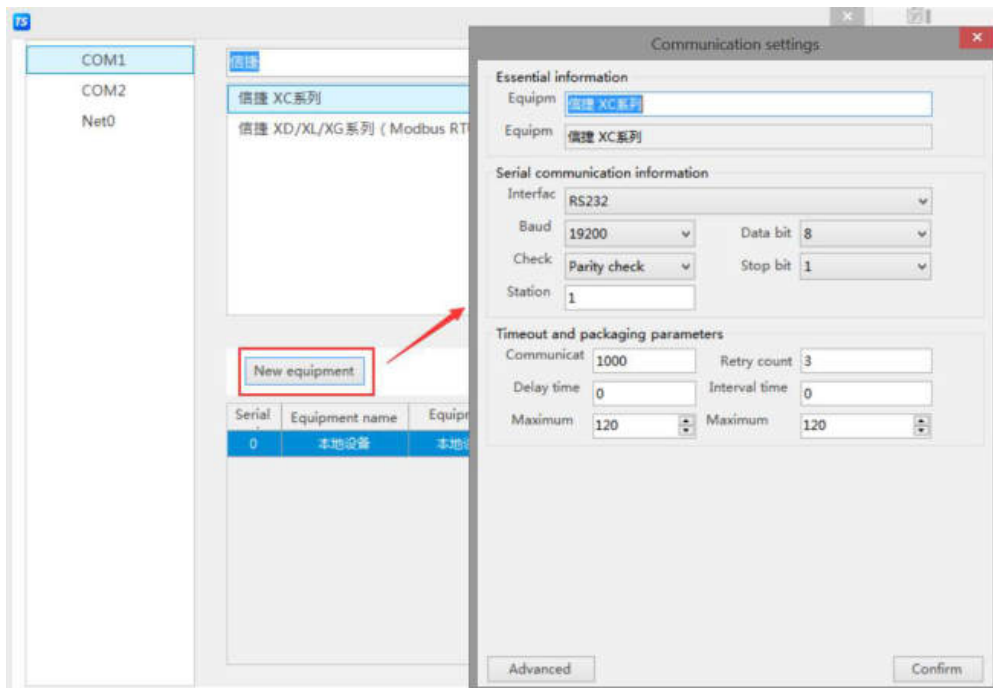 TS
COM1
COM2
Net0
信捷
信捷 XC系列
信捷 XD/XL/XG系列 ( Modbus RT
New equipment
Serial Equipment name Equipr
0 本地设备 本地
Communication settings
Essential information
Equipm 信捷 XC系列
Equipm 信捷 XC系列
Serial communication information
Interfac RS232
Baud 19200 Data bit 8
Check Parity check Stop bit 1
Station 1
Timeout and packaging parameters
Communicat 1000 Retry count 3
Delay time 0 Interval time 0
Maximum 120 Maximum 120
Advanced Confirm